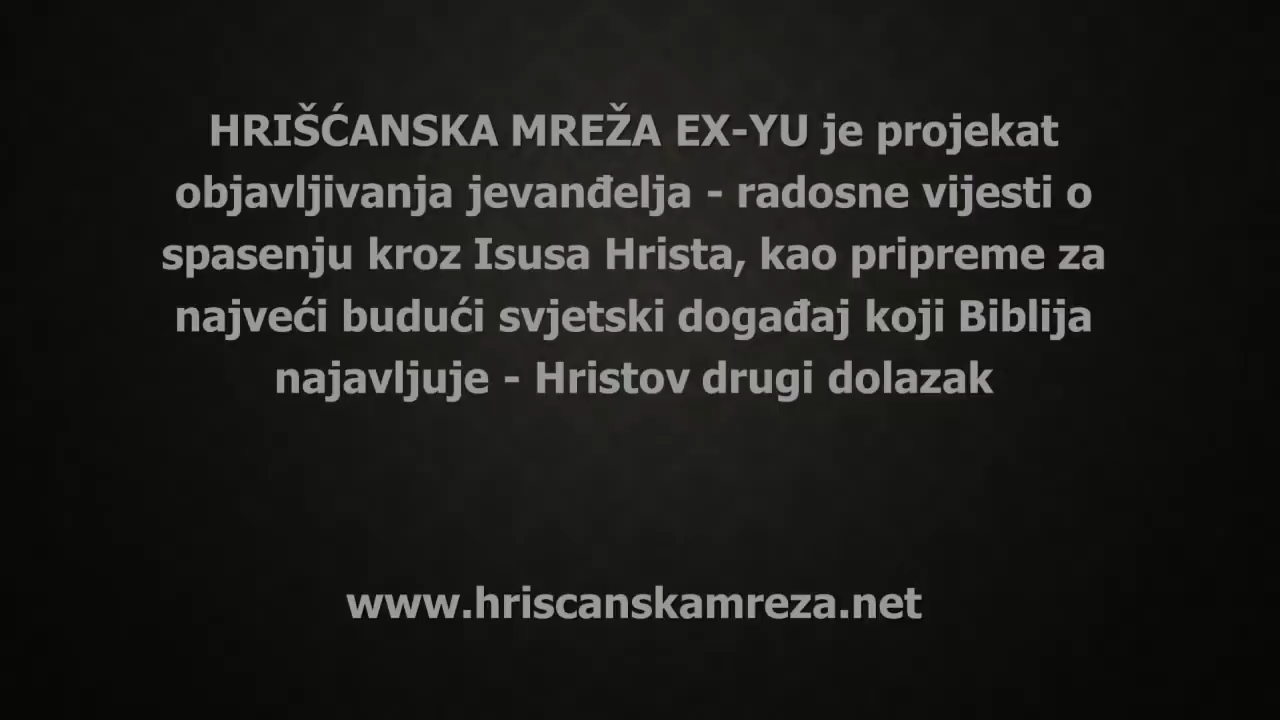 HRIŠĆANSKA MREŽA EX-YU je projekat
objavljivanja jevanđelja - radosne vijesti o
spasenju kroz Isusa Hrista, kao pripreme za
najveći budući svjetski događaj koji Biblija
najavljuje - Hristov drugi dolazak
www.hriscanskamreza.net